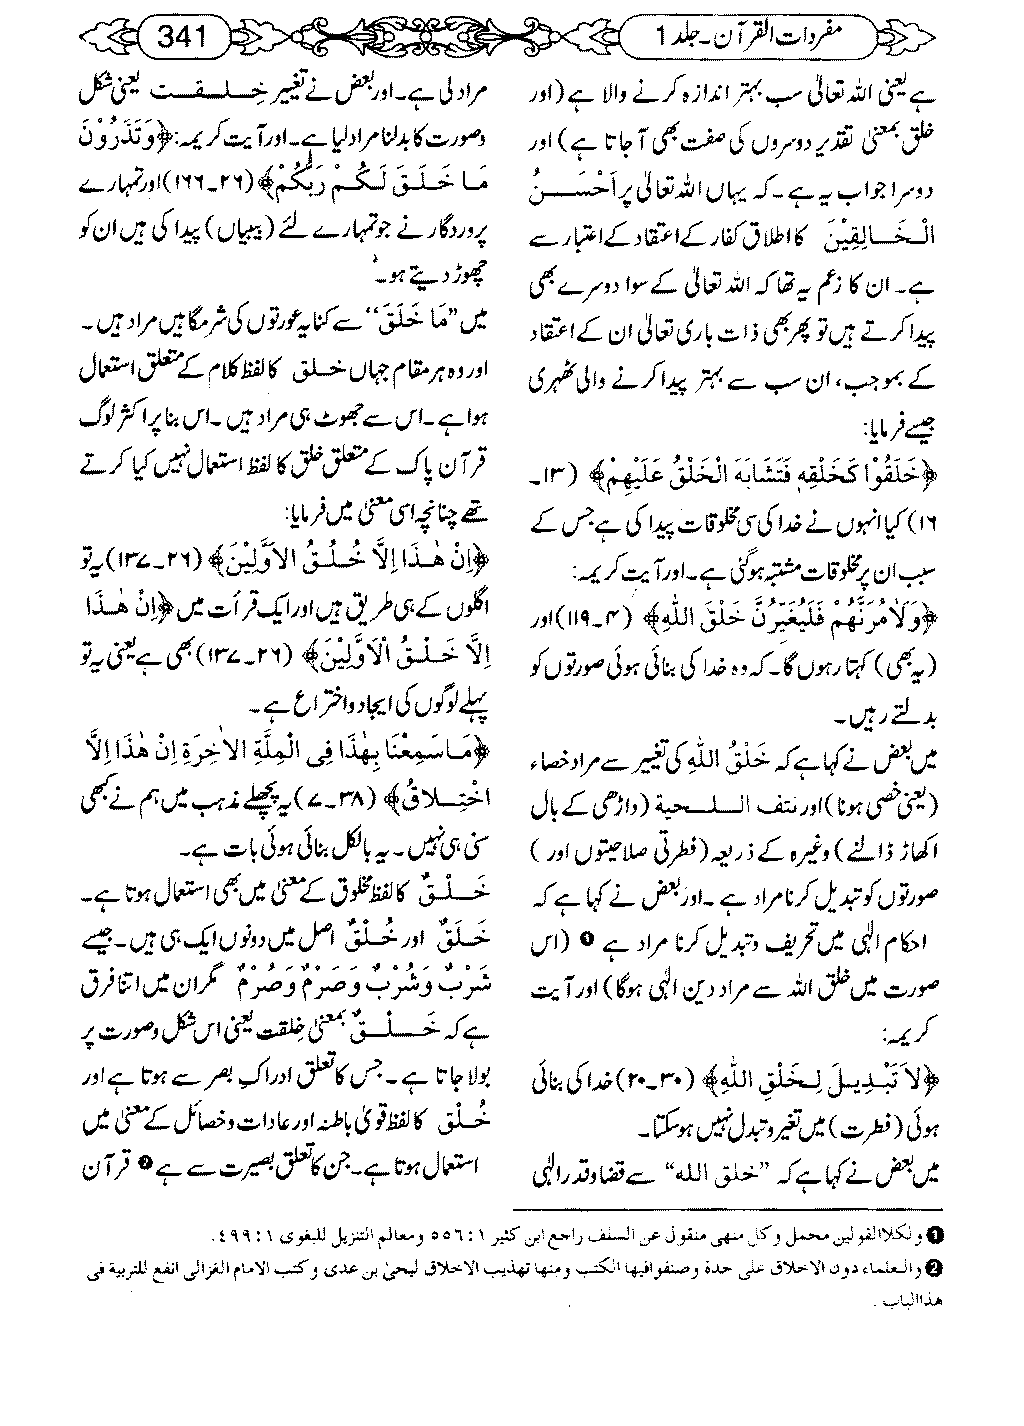 مفردات القرآن۔ جلد 1
341
ہے یعنی اللہ تعالیٰ سب بہتر اندازہ کرنے والا ہے (اور
خلق بمعنیٰ تقدیر دوسروں کی صفت بھی آ جاتا ہے) اور
دوسرا جواب یہ ہے۔ کہ یہاں اللہ تعالیٰ پر اَحْسَنُ
الْخَالِقِیْنَ کا اطلاق کفار کے اعتقاد کے اعتبار سے
ہے۔ ان کا زعم یہ تھا کہ اللہ تعالیٰ کے سوا دوسرے بھی
پیدا کرتے ہیں تو پھر بھی ذات باری تعالیٰ ان کے اعتقاد
کے بموجب، ان سب سے بہتر پیدا کرنے والی ٹھہری
جیسے فرمایا:
﴿خَلَقُوْا کَخَلْقِهٖ فَتَشَابَهَ الْخَلْقُ عَلَیْهِمْ﴾ (۱۳۔
۱۶) کیا انہوں نے خدا کی سی مخلوقات پیدا کی ہے جس کے
سبب ان پر مخلوقات مشتبہ ہو گئی ہے۔ اور آیت کریمہ:
﴿وَلَاٰمُرَنَّهُمْ فَلَیُغَیِّرُنَّ خَلْقَ اللهِ﴾ (۴۔۱۱۹) اور
(یہ بھی) کہتا رہوں گا۔ کہ وہ خدا کی بنائی ہوئی صورتوں کو
بدلتے رہیں۔
میں بعض نے کہا ہے کہ خَلْقُ اللهِ کی تغییر سے مراد خصاء
(یعنی خصی ہونا) اور نتف اللحیۃ (داڑھی کے بال
اکھاڑ ڈالنے) وغیرہ کے ذریعہ (فطرتی صلاحیتوں اور)
صورتوں کو تبدیل کرنا مراد ہے۔ اور بعض نے کہا ہے کہ
احکام الٰہی میں تحریف وتبدیل کرنا مراد ہے ❶ (اس
صورت میں خلق اللہ سے مراد دین الٰہی ہوگا) اور آیت
کریمہ:
﴿لَا تَبْدِیلَ لِخَلْقِ اللهِ﴾ (۳۰۔۲۰) خدا کی بنائی
ہوئی (فطرت) میں تغیر وتبدل نہیں ہوسکتا۔
میں بعض نے کہا ہے کہ ”خلق الله“ سے قضا وقدر الٰہی
مراد لی ہے۔ اور بعض نے تغییر خِلقت یعنی شکل
وصورت کا بدلنا مراد لیا ہے۔ اور آیت کریمہ: ﴿وَتَذَرُوْنَ
مَا خَلَقَ لَکُمْ رَبُّکُمْ﴾ (۲۶۔۱۶۶) اور تمہارے
پروردگار نے جو تمہارے لئے (بیبیاں) پیدا کی ہیں ان کو
چھوڑ دیتے ہو۔
میں ”مَا خَلَقَ“ سے کنایہ عورتوں کی شرمگاہیں مراد ہیں۔
اور وہ ہر مقام جہاں خلق کا لفظ کلام کے متعلق استعمال
ہوا ہے۔ اس سے جھوٹ ہی مراد ہیں۔ اس بنا پر اکثر لوگ
قرآن پاک کے متعلق خلق کا لفظ استعمال نہیں کیا کرتے
تھے چنانچہ اسی معنیٰ میں فرمایا:
﴿اِنْ هٰذَا اِلَّا خُلُقُ الْاَوَّلِیْنَ﴾ (۲۶۔۱۳۷) یہ تو
اگلوں کے ہی طریق ہیں اور ایک قرأت میں ﴿اِنْ هٰذَا
اِلَّا خَلْقُ الْاَوَّلِیْنَ﴾ (۲۶۔۱۳۷) بھی ہے یعنی یہ تو
پہلے لوگوں کی ایجاد واختراع ہے۔
﴿مَا سَمِعْنَا بِهٰذَا فِی الْمِلَّةِ الْاٰخِرَةِ اِنْ هٰذَا اِلَّا
اخْتِلَاقٌ﴾ (۳۸۔۷) یہ پچھلے مذہب میں ہم نے کبھی
سنی ہی نہیں۔ یہ بالکل بنائی ہوئی بات ہے۔
خَلْقٌ کا لفظ مخلوق کے معنیٰ میں بھی استعمال ہوتا ہے۔
خَلْقٌ اور خُلْقٌ اصل میں دونوں ایک ہی ہیں۔ جیسے
شَرْبٌ وَشُرْبٌ وَصَرْمٌ وَصُرْمٌ مگر ان میں اتنا فرق
ہے کہ خَلْقٌ بمعنیٰ خِلقت یعنی اس شکل وصورت پر
بولا جاتا ہے۔ جس کا تعلق ادراکِ بصر سے ہوتا ہے اور
خُلْق کا لفظ قویٰ باطنہ اور عادات وخصائل کے معنیٰ میں
استعمال ہوتا ہے۔ جن کا تعلق بصیرت سے ہے ❷ قرآن
❶ ولکلا القولین محمل وکل منهی منقول عن السلف راجع ابن کثیر ۱ : ۵۵٦ ومعالم التنزیل للبغوی ۱ : ٤٩٩.
❷ والعلماء دون الاخلاق علی حدة وصنفوا فیها الکتب ومنها تهذیب الاخلاق لیحیٰ بن عدی وکتب الامام الغزالی انفع للتربیة فی
هذا الباب .